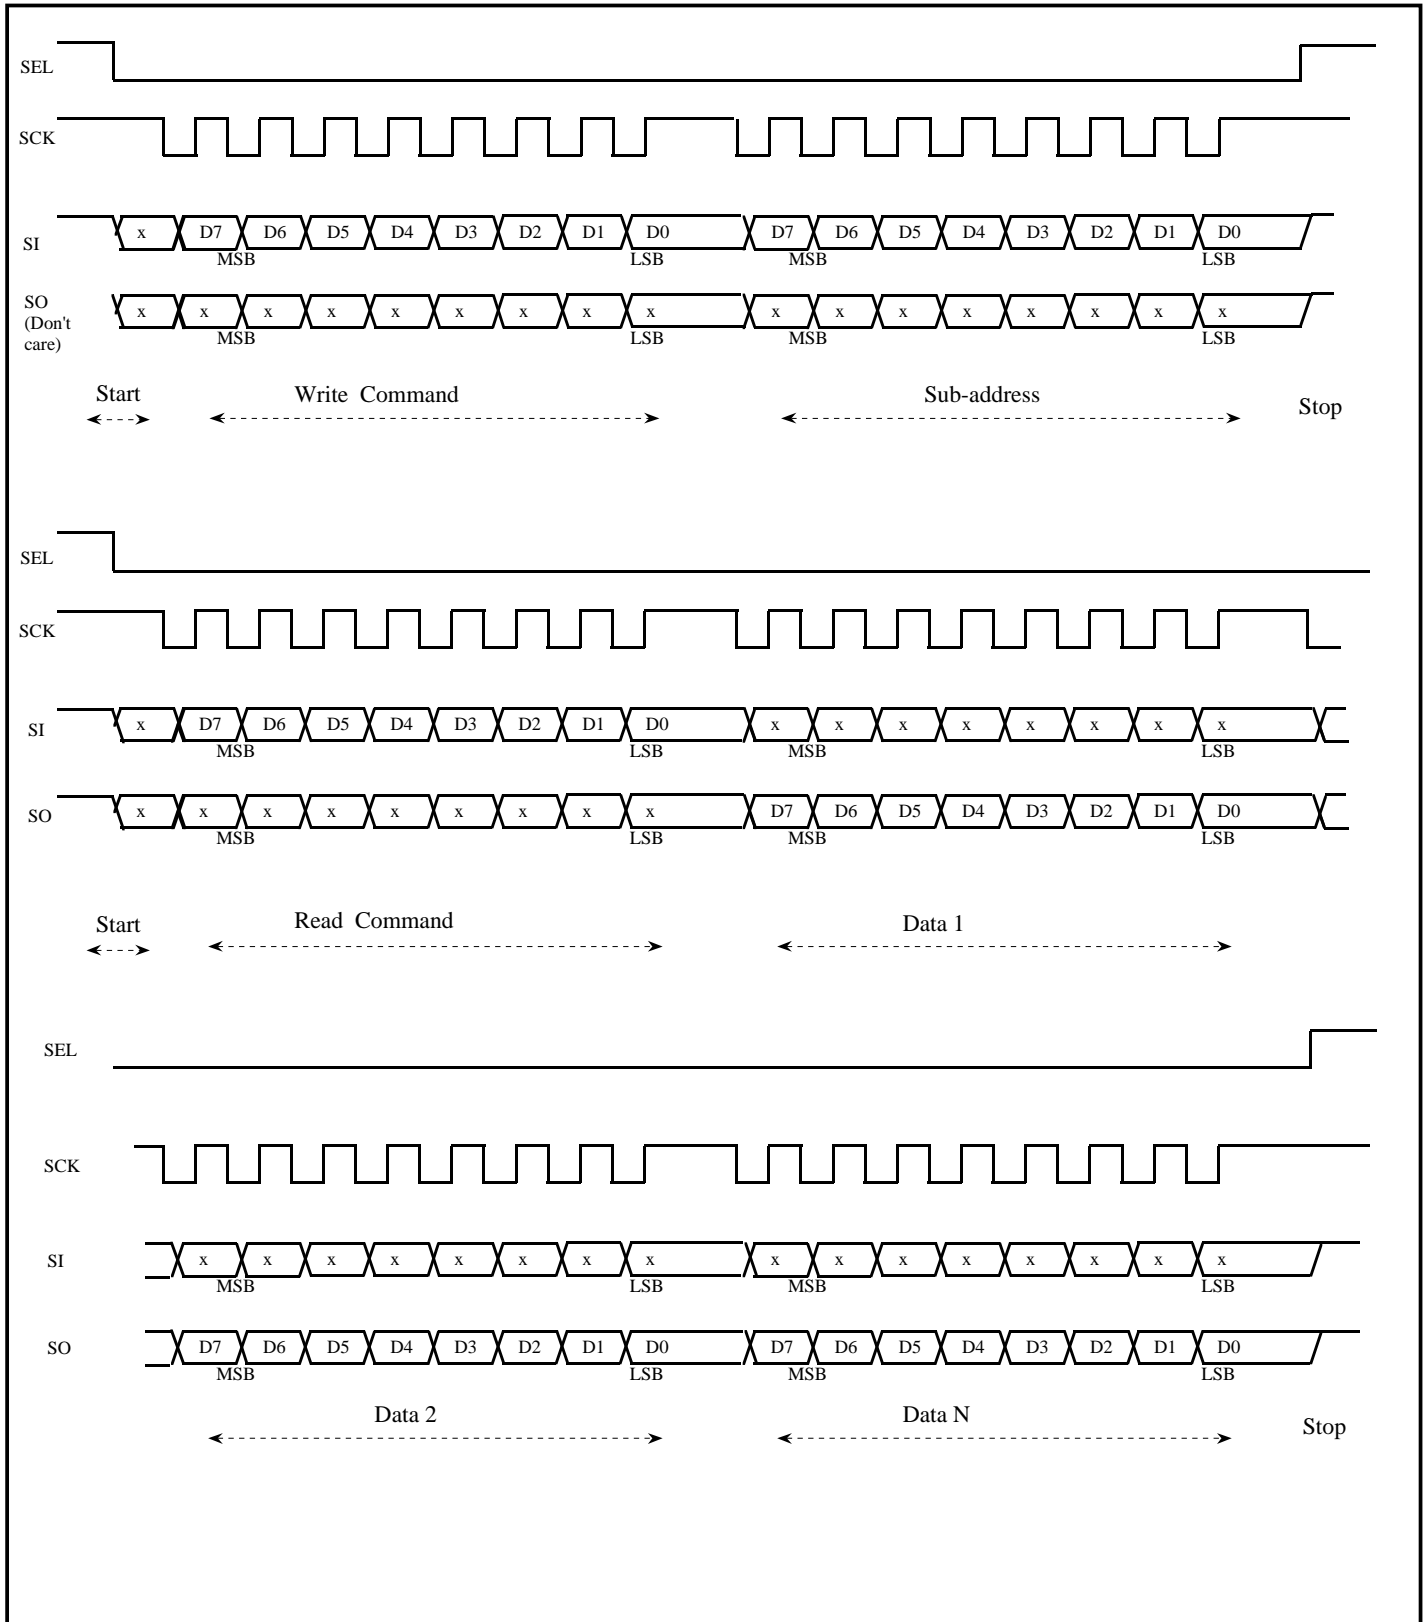 SEL
SCK
SI x D7 D6 D5 D4 D3 D2 D1 D0 D7 D6 D5 D4 D3 D2 D1 D0
MSB LSB MSB LSB
SO x x x x x x x x x x x x x x x x x
(Don't
care)
MSB LSB MSB LSB
Start Write Command Sub-address Stop
SEL
SCK
SI x D7 D6 D5 D4 D3 D2 D1 D0 x x x x x x x x
MSB LSB MSB LSB
SO x x x x x x x x x D7 D6 D5 D4 D3 D2 D1 D0
MSB LSB MSB LSB
Start Read Command Data 1
SEL
SCK
SI x x x x x x x x x x x x x x x x
MSB LSB MSB LSB
SO D7 D6 D5 D4 D3 D2 D1 D0 D7 D6 D5 D4 D3 D2 D1 D0
MSB LSB MSB LSB
Data 2 Data N Stop